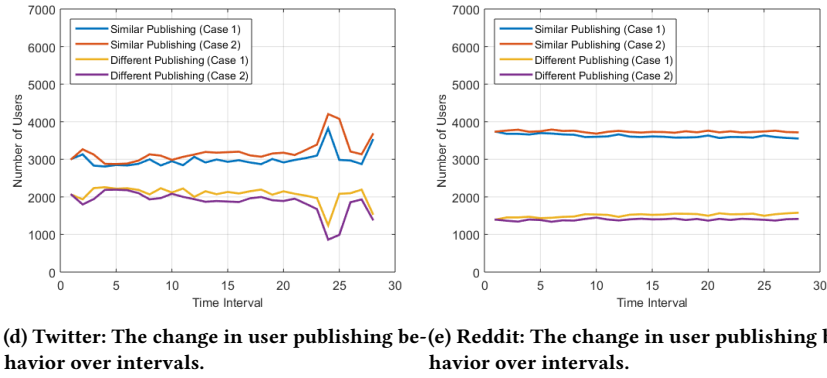 7000
6000
5000
4000
3000
2000
1000
0
Number of Users
Similar Publishing (Case 1)
Similar Publishing (Case 2)
Different Publishing (Case 1)
Different Publishing (Case 2)
0 5 10 15 20 25 30
Time Interval
(d) Twitter: The change in user publishing be-
havior over intervals.
7000
6000
5000
4000
3000
2000
1000
0
Number of Users
Similar Publishing (Case 1)
Similar Publishing (Case 2)
Different Publishing (Case 1)
Different Publishing (Case 2)
0 5 10 15 20 25 30
Time Interval
(e) Reddit: The change in user publishing
havior over intervals.